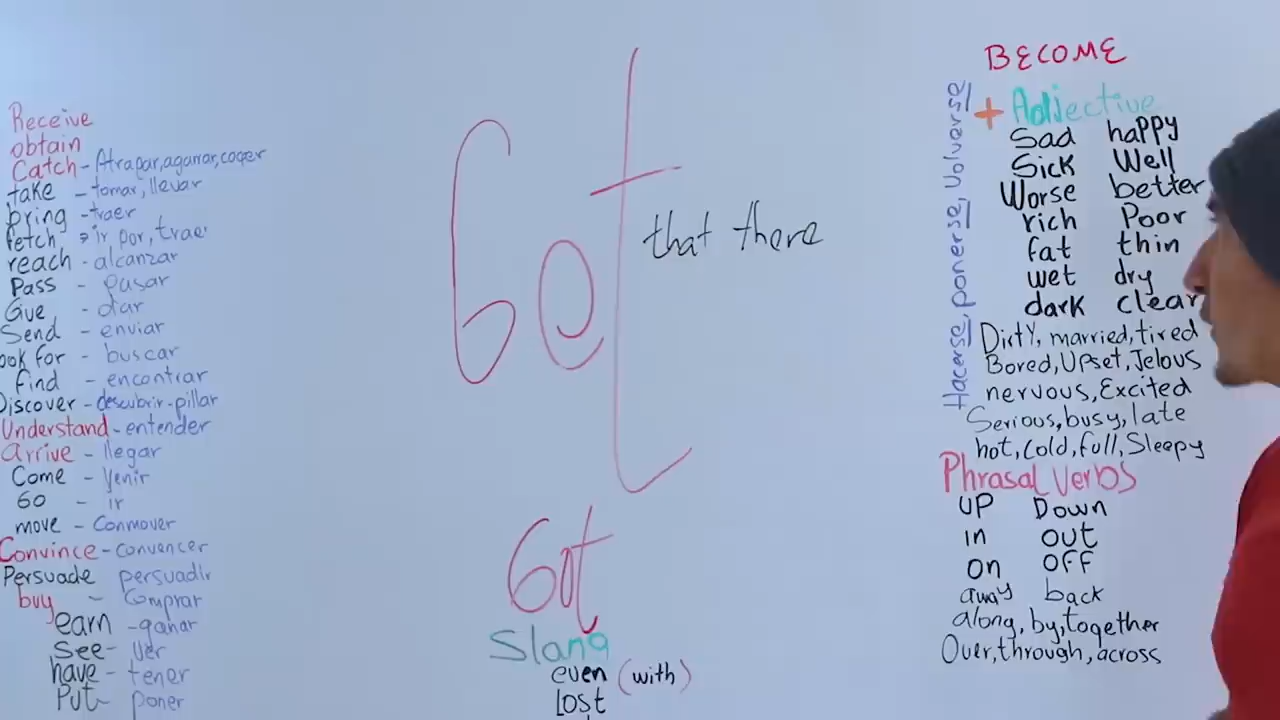 Receive
obtain
Catch - Atrapar, agarrar, coger
take - tomar, llevar
bring - traer
fetch ir, por, traer
reach - alcanzar
Pass - pasar
Give - dar
Send - enviar
ook for - buscar
find - encontrar
Discover - descubrir - pillar
Understand - entender
arrive - llegar
Come - venir
Go - ir
move - Conmover
Convince - convencer
Persuade persuadir
buy - Comprar
earn - ganar
See - Ver
have - tener
Put - poner
Get
that there
Got
Slang
even (with)
LOST
BECOME
+ Adjective
Hacerse, ponerse, Volverse
Sad happy
Sick Well
Worse better
rich Poor
fat thin
wet dry
dark clear
Dirty, married, tired
Bored, Upset, Jelous
nervous, Excited
Serious, busy, late
hot, Cold, full, Sleepy
Phrasal Verbs
UP Down
in out
on OFF
away back
along, by, together
Over, through, across